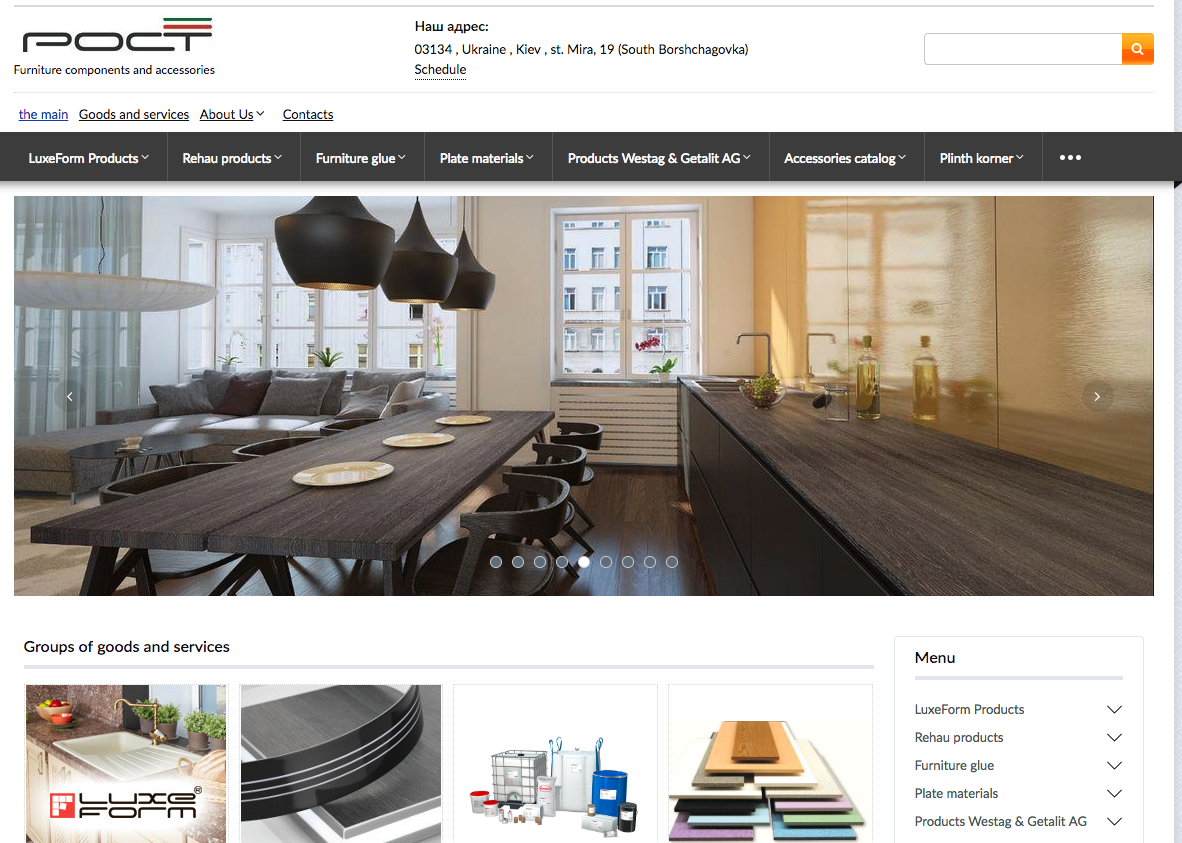 РОСТ
Furniture components and accessories
Наш адрес:
03134 , Ukraine , Kiev , st. Mira, 19 (South Borshchagovka)
Schedule
the main Goods and services About Us Contacts
LuxeForm Products Rehau products Furniture glue Plate materials Products Westag & Getalit AG Accessories catalog Plinth korner •••
Groups of goods and services
LUXE®
FORM
Menu
LuxeForm Products
Rehau products
Furniture glue
Plate materials
Products Westag & Getalit AG